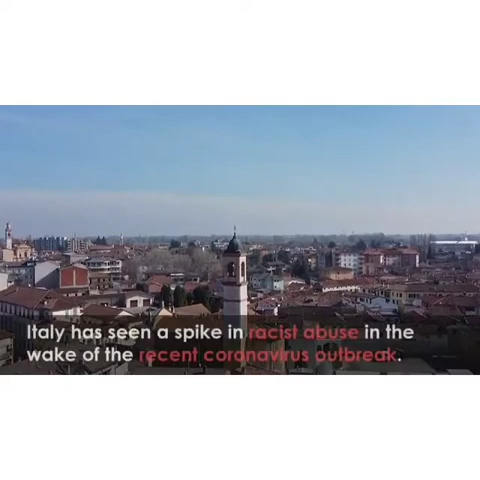 Italy has seen a spike in racist abuse in the
wake of the recent coronavirus outbreak.